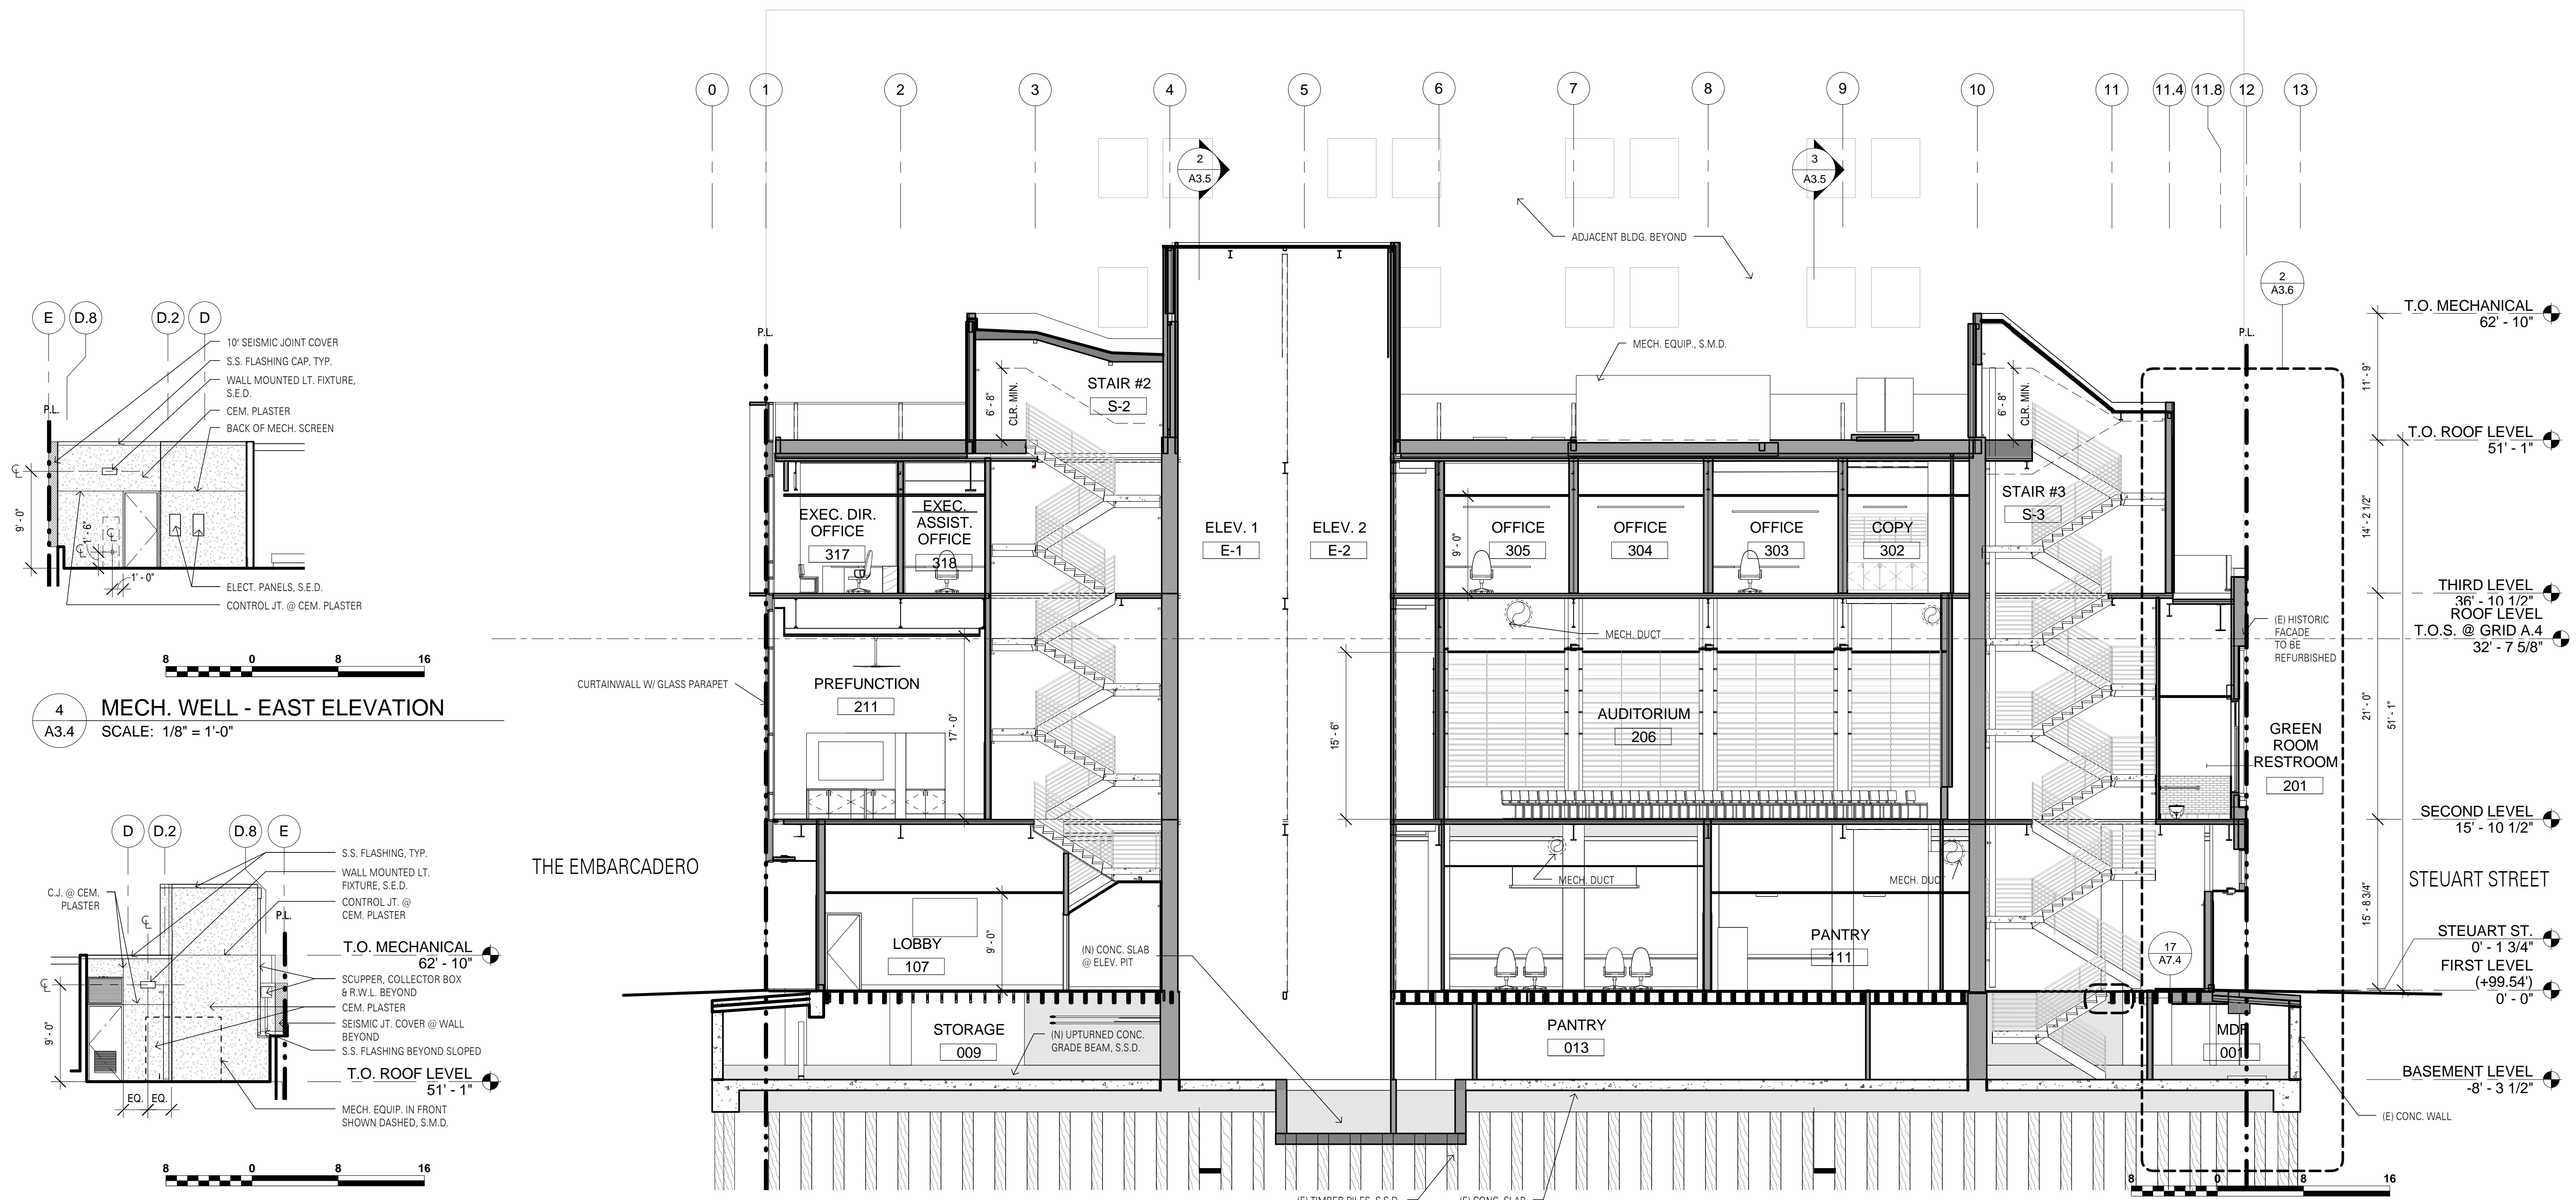 0
1
2
3
4
5
6
7
8
9
10
11
11.4
11.8
12
13
2
A3.5
3
A3.5
ADJACENT BLDG. BEYOND
2
A3.6
E
D.8
D.2
D
10" SEISMIC JOINT COVER
S.S. FLASHING CAP, TYP.
WALL MOUNTED LT. FIXTURE,
S.E.D.
CEM. PLASTER
BACK OF MECH. SCREEN
P.L.
9' - 0"
1' - 6"
1' - 0"
ELECT. PANELS, S.E.D.
CONTROL JT. @ CEM. PLASTER
8 0 8 16
4
A3.4
MECH. WELL - EAST ELEVATION
SCALE: 1/8" = 1'-0"
D
D.2
D.8
E
S.S. FLASHING, TYP.
WALL MOUNTED LT.
FIXTURE, S.E.D.
CONTROL JT. @
CEM. PLASTER
C.J. @ CEM.
PLASTER
P.L.
T.O. MECHANICAL
62' - 10"
SCUPPER, COLLECTOR BOX
& R.W.L. BEYOND
CEM. PLASTER
SEISMIC JT. COVER @ WALL
BEYOND
S.S. FLASHING BEYOND SLOPED
T.O. ROOF LEVEL
51' - 1"
MECH. EQUIP. IN FRONT
SHOWN DASHED, S.M.D.
9' - 0"
EQ. EQ.
8 0 8 16
P.L.
STAIR #2
S-2
6' - 8"
CLR. MIN.
MECH. EQUIP., S.M.D.
6' - 8"
CLR. MIN.
P.L.
EXEC. DIR.
OFFICE
317
EXEC.
ASSIST.
OFFICE
318
ELEV. 1
E-1
ELEV. 2
E-2
9' - 0"
OFFICE
305
OFFICE
304
OFFICE
303
COPY
302
STAIR #3
S-3
CURTAINWALL W/ GLASS PARAPET
PREFUNCTION
211
17' - 0"
15' - 6"
MECH. DUCT
AUDITORIUM
206
(E) HISTORIC
FACADE
TO BE
REFURBISHED
GREEN
ROOM
RESTROOM
201
THE EMBARCADERO
LOBBY
107
9' - 0"
(N) CONC. SLAB
@ ELEV. PIT
MECH. DUCT
MECH. DUCT
PANTRY
111
17
A7.4
STEUART STREET
STORAGE
009
(N) UPTURNED CONC.
GRADE BEAM, S.S.D.
PANTRY
013
MDF
001
(E) CONC. WALL
(E) TIMBER PILES, S.S.D.
(E) CONC. SLAB
T.O. MECHANICAL
62' - 10"
11' - 9"
T.O. ROOF LEVEL
51' - 1"
14' - 2 1/2"
THIRD LEVEL
36' - 10 1/2"
ROOF LEVEL
T.O.S. @ GRID A.4
32' - 7 5/8"
21' - 0"
51' - 1"
SECOND LEVEL
15' - 10 1/2"
15' - 8 3/4"
STEUART ST.
0' - 1 3/4"
FIRST LEVEL
(+99.54')
0' - 0"
BASEMENT LEVEL
-8' - 3 1/2"
8 0 8 16